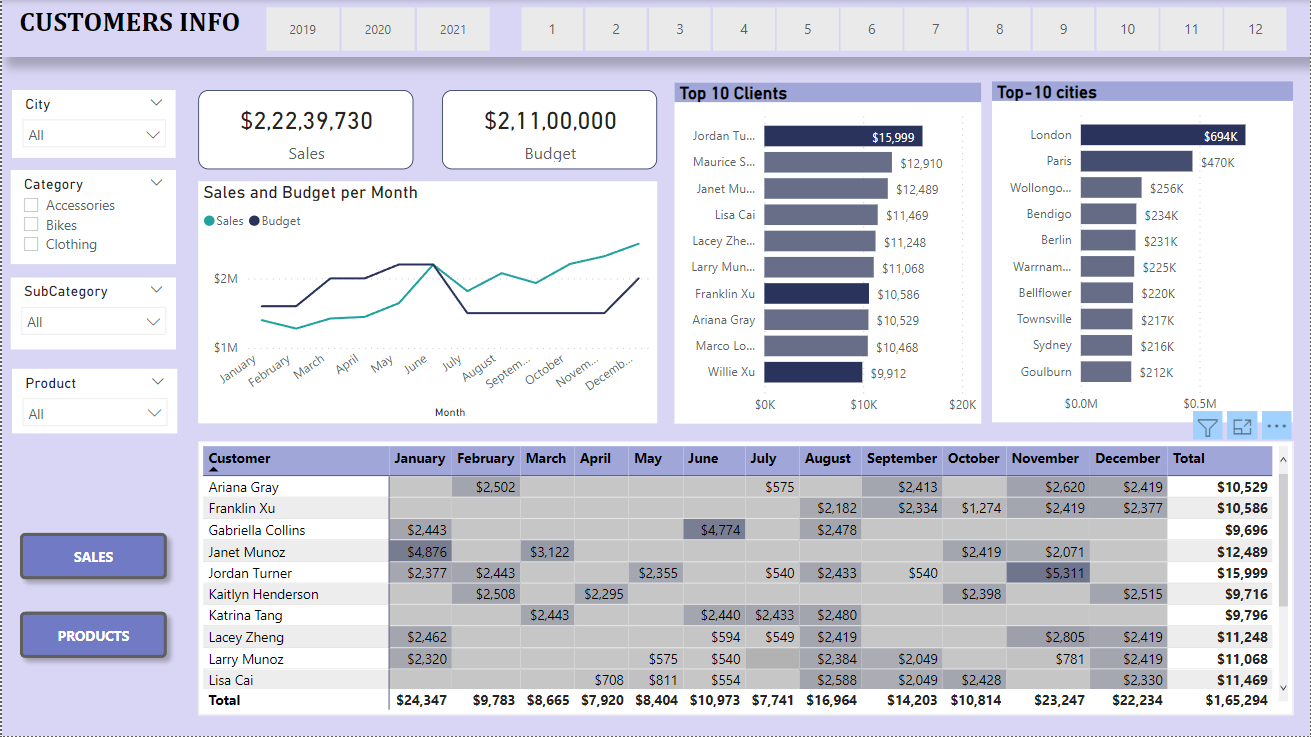 CUSTOMERS INFO
2019 2020 2021 1 2 3 4 5 6 7 8 9 10 11 12
City
All
Category
Accessories
Bikes
Clothing
SubCategory
All
Product
All
SALES
PRODUCTS
$2,22,39,730
Sales
$2,11,00,000
Budget
Sales and Budget per Month
Sales Budget
$2M
$1M
January February March April May June July August Septem... October Novem... Decemb...
Month
Top 10 Clients
Jordan Tu... $15,999
Maurice S... $12,910
Janet Mu... $12,489
Lisa Cai $11,469
Lacey Zhe... $11,248
Larry Mun... $11,068
Franklin Xu $10,586
Ariana Gray $10,529
Marco Lo... $10,468
Willie Xu $9,912
$0K $10K $20K
Top-10 cities
London $694K
Paris $470K
Wollongo... $256K
Bendigo $234K
Berlin $231K
Warrnam... $225K
Bellflower $220K
Townsville $217K
Sydney $216K
Goulburn $212K
$0.0M $0.5M
Customer January February March April May June July August September October November December Total
Ariana Gray $2,502 $575 $2,413 $2,620 $2,419 $10,529
Franklin Xu $2,182 $2,334 $1,274 $2,419 $2,377 $10,586
Gabriella Collins $2,443 $4,774 $2,478 $9,696
Janet Munoz $4,876 $3,122 $2,419 $2,071 $12,489
Jordan Turner $2,377 $2,443 $2,355 $540 $2,433 $540 $5,311 $15,999
Kaitlyn Henderson $2,508 $2,295 $2,398 $2,515 $9,716
Katrina Tang $2,443 $2,440 $2,433 $2,480 $9,796
Lacey Zheng $2,462 $594 $549 $2,419 $2,805 $2,419 $11,248
Larry Munoz $2,320 $575 $540 $2,384 $2,049 $781 $2,419 $11,068
Lisa Cai $708 $811 $554 $2,588 $2,049 $2,428 $2,330 $11,469
Total $24,347 $9,783 $8,665 $7,920 $8,404 $10,973 $7,741 $16,964 $14,203 $10,814 $23,247 $22,234 $1,65,294